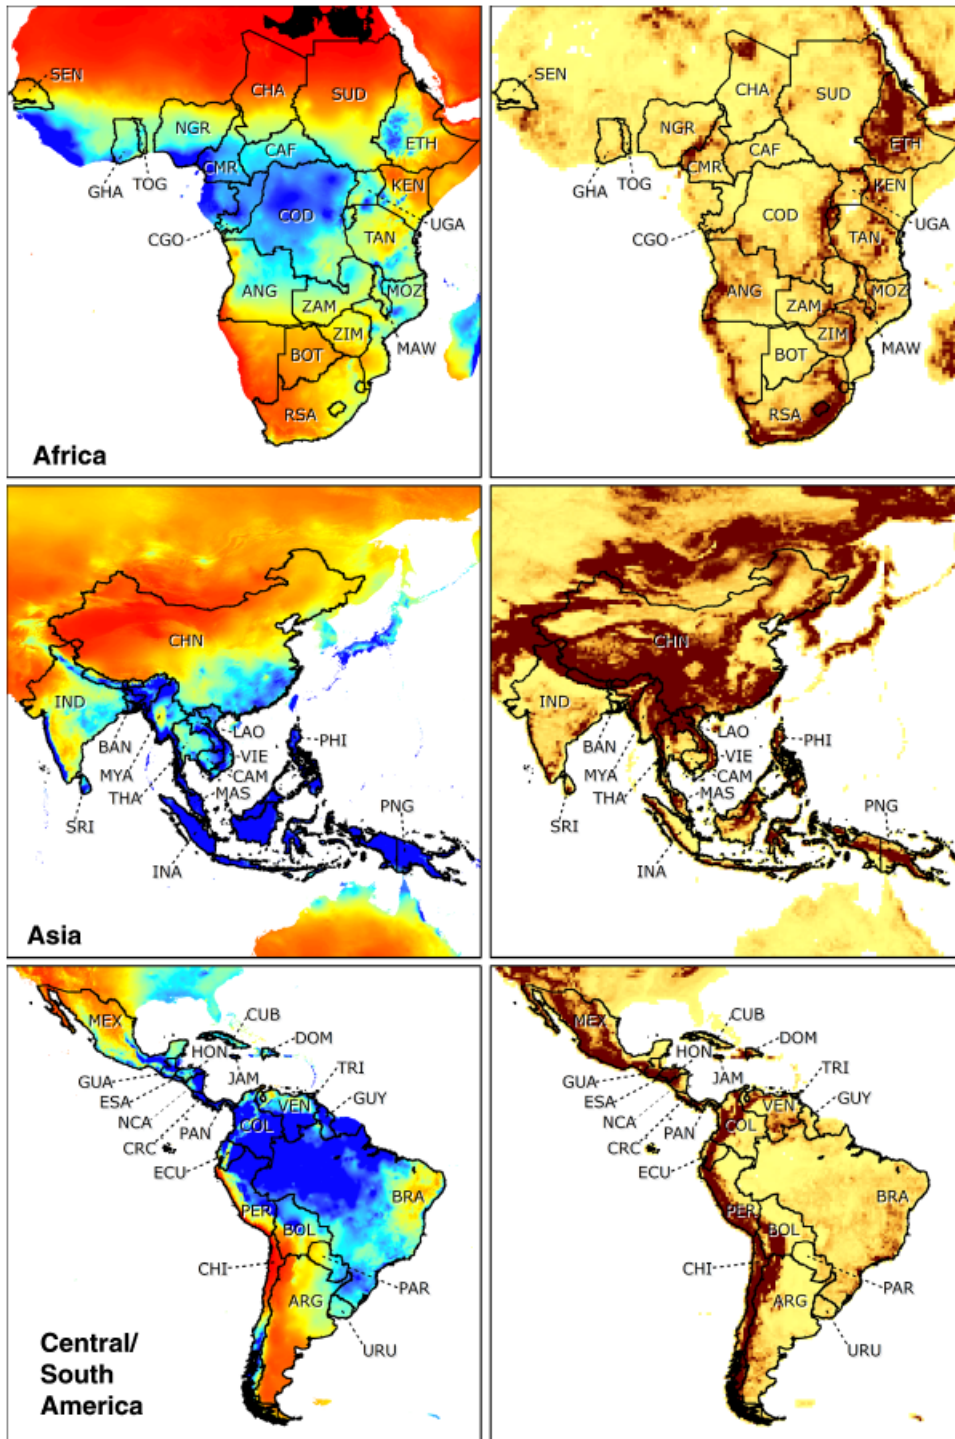 SEN
CHA
SUD
NGR
ETH
CAF
CMR
GHA
TOG
KEN
COD
UGA
CGO
TAN
ANG
MOZ
ZAM
ZIM
MAW
BOT
RSA
Africa
SEN
CHA
SUD
NGR
ETH
CAF
CMR
GHA
TOG
KEN
COD
UGA
CGO
TAN
ANG
MOZ
ZAM
ZIM
MAW
BOT
RSA
CHN
IND
LAO
PHI
BAN
VIE
MYA
CAM
THA
MAS
PNG
SRI
INA
Asia
CHN
IND
LAO
PHI
BAN
VIE
MYA
CAM
THA
MAS
PNG
SRI
INA
MEX
CUB
DOM
HON
TRI
GUA
JAM
ESA
VEN
GUY
NCA
PAN
COL
CRC
ECU
BRA
PER
BOL
CHI
PAR
ARG
URU
Central/
South
America
MEX
CUB
DOM
HON
TRI
GUA
JAM
ESA
VEN
GUY
NCA
PAN
COL
CRC
ECU
BRA
PER
BOL
CHI
PAR
ARG
URU